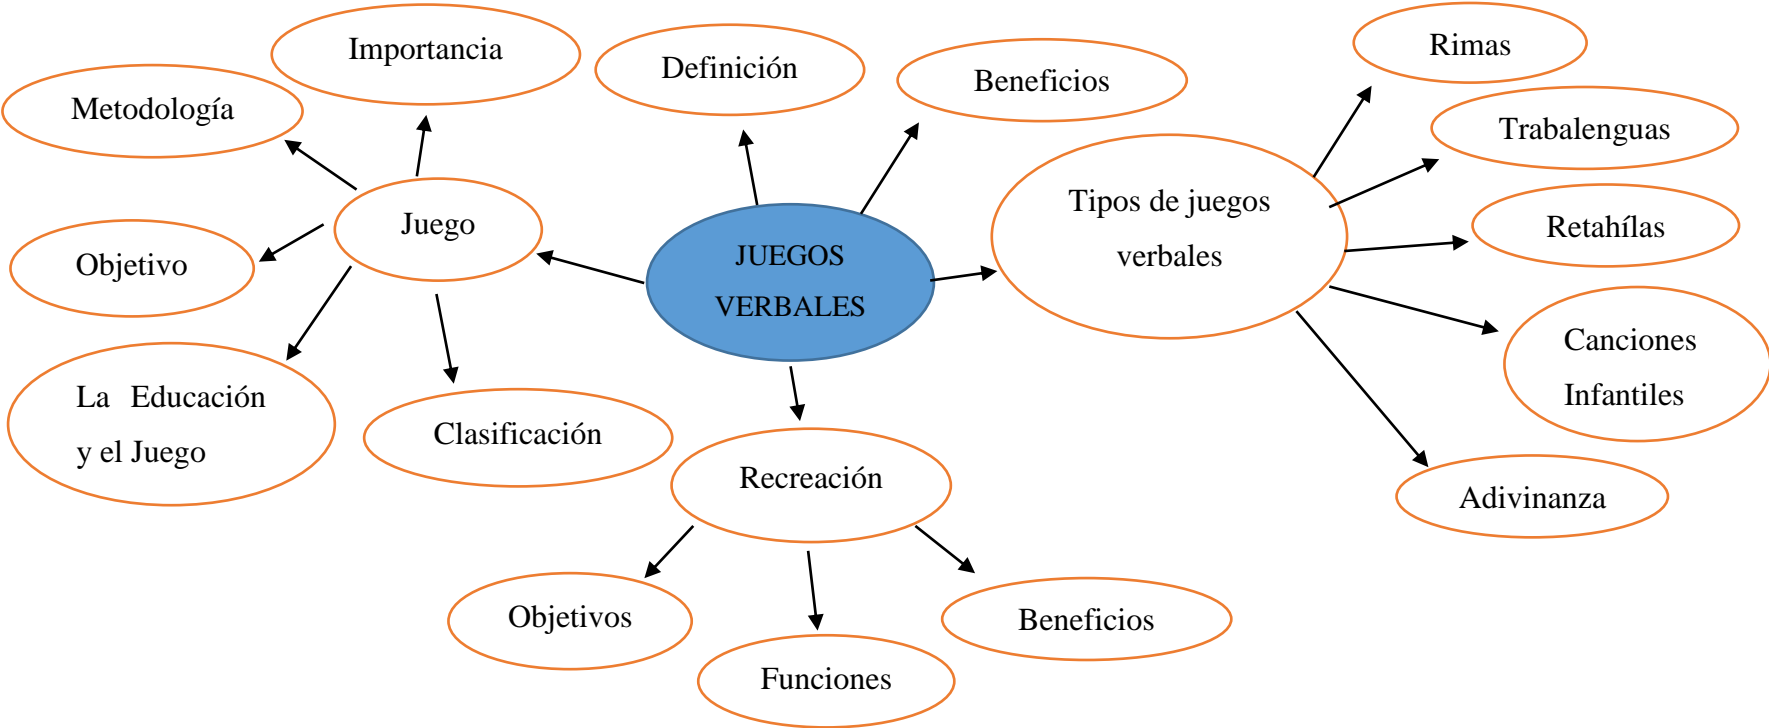 Importancia
Definición
Beneficios
Rimas
Metodología
Trabalenguas
Juego
Tipos de juegos
verbales
Retahílas
Objetivo
JUEGOS
VERBALES
Canciones
Infantiles
La Educación
y el Juego
Clasificación
Recreación
Adivinanza
Objetivos
Funciones
Beneficios